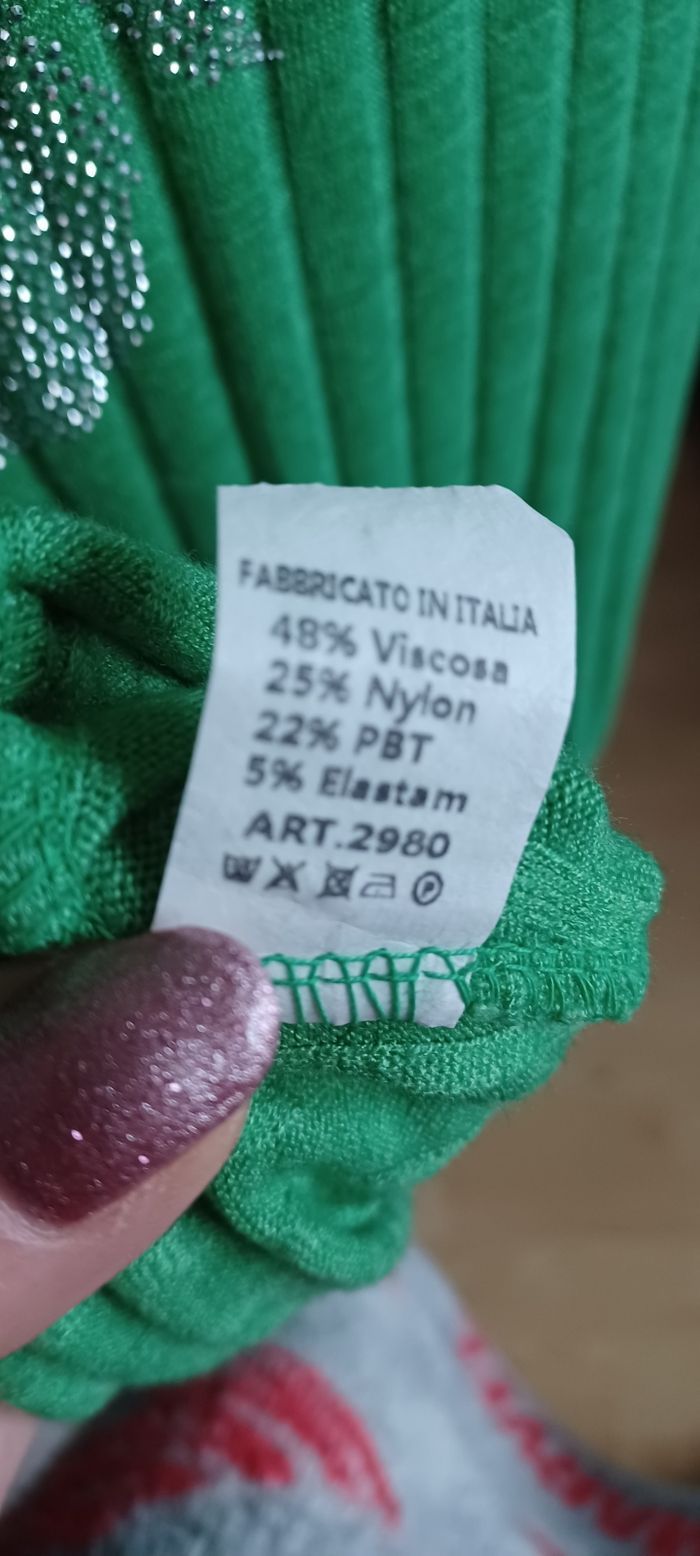 FABBRICATO IN ITALIA
48% Viscosa
25% Nylon
22% PBT
5% Elastam
ART.2980
P